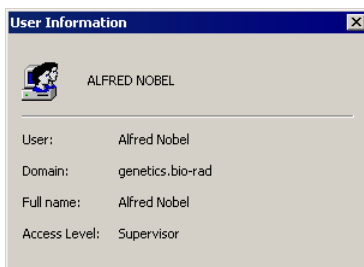 User Information
ALFRED NOBEL
User: Alfred Nobel
Domain: genetics.bio-rad
Full name: Alfred Nobel
Access Level: Supervisor